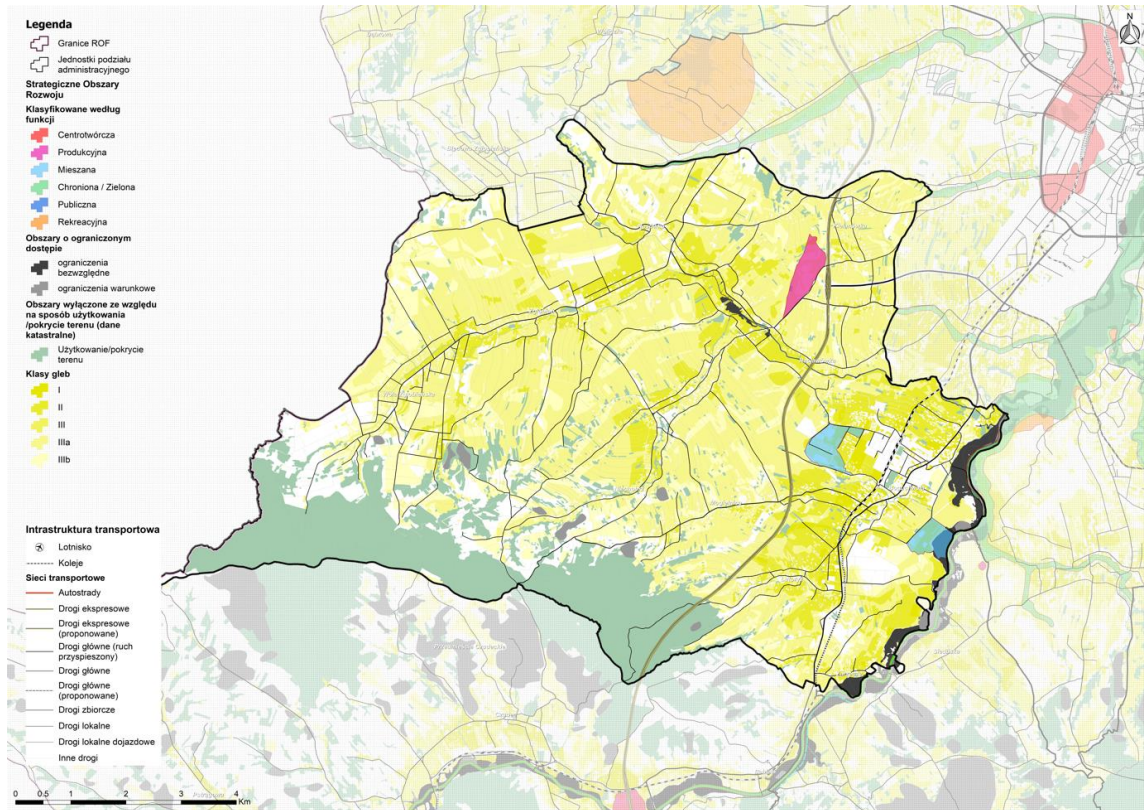 Legenda
Granice ROF
Jednostki podziału
administracyjnego
Strategiczne Obszary
Rozwoju
Klasyfikowane według
funkcji
Centrotwórcza
Produkcyjna
Mieszana
Chroniona / Zielona
Publiczna
Rekreacyjna
Obszary o ograniczonym
dostępie
ograniczenia
bezwzględne
ograniczenia warunkowe
Obszary wyłączone ze względu
na sposób użytkowania
/pokrycie terenu (dane
katastralne)
Użytkowanie/pokrycie
terenu
Klasy gleb
I
II
III
IIIa
IIIb
Intrastruktura transportowa
Lotnisko
Koleje
Sieci transportowe
Autostrady
Drogi ekspresowe
Drogi ekspresowe
(proponowane)
Drogi główne (ruch
przyspieszony)
Drogi główne
Drogi główne
(proponowane)
Drogi zbiorcze
Drogi lokalne
Drogi lokalne dojazdowe
Inne drogi
0 0.5 1 2 3 4
Km
N